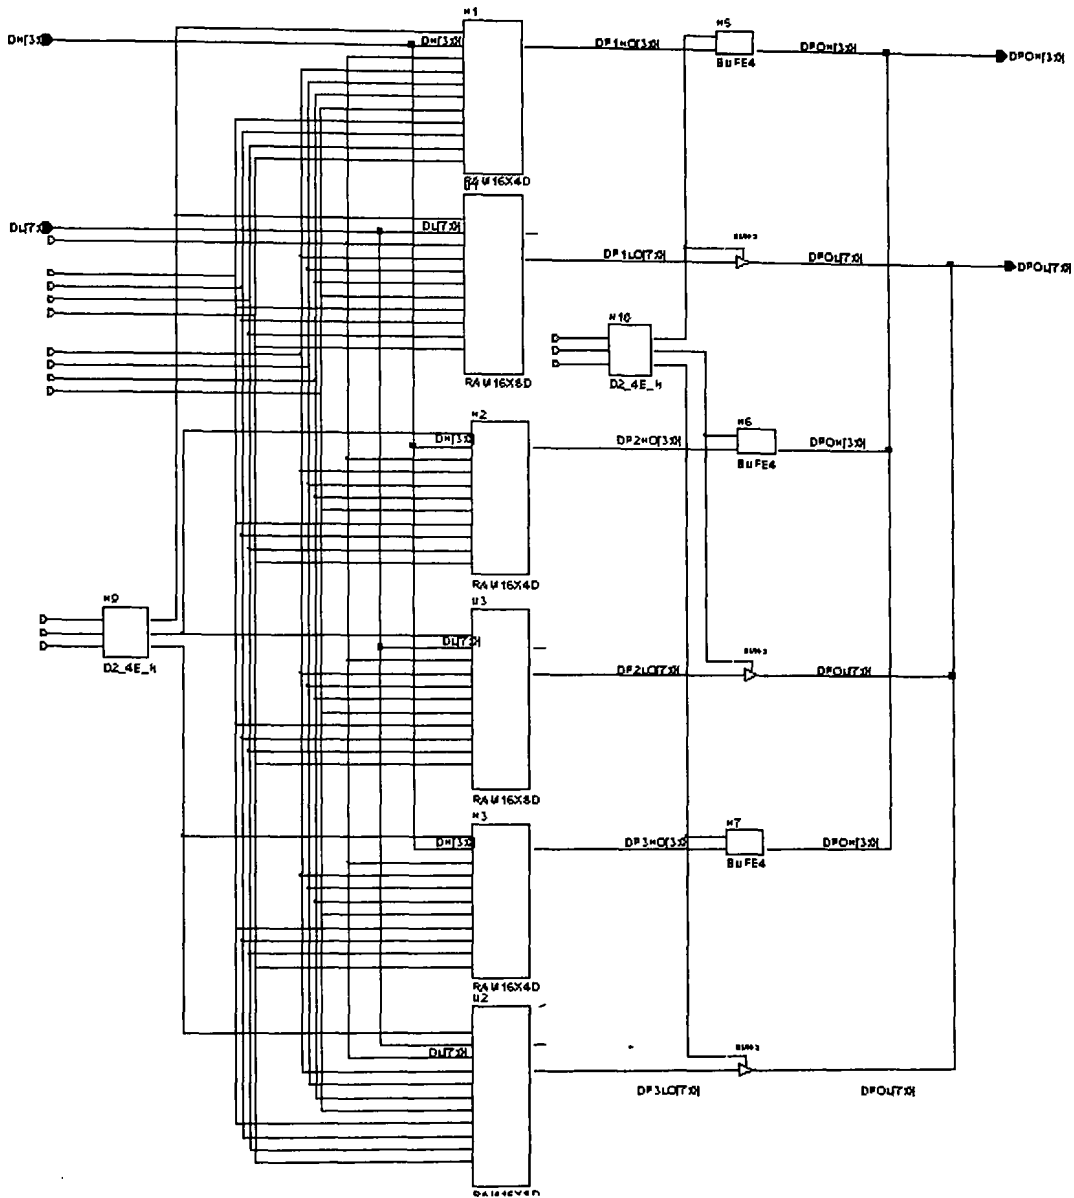 H1
DH[3:0]
DH[3:0]
DP1HO[3:0]
H5
BUFE4
DPOH[3:0]
DPOH[3:0]
RAM16X4D
DL[7:0]
DL[7:0]
DP1LO[7:0]
DPOL[7:0]
DPOL[7:0]
H10
D2_4E_h
RAM16X8D
H2
DH[3:0]
DP2HO[3:0]
H6
BUFE4
DPOH[3:0]
RAM16X4D
H9
D2_4E_h
U3
DL[7:0]
DP2LO[7:0]
DPOL[7:0]
RAM16X8D
H3
DH[3:0]
DP3HO[3:0]
H7
BUFE4
DPOH[3:0]
RAM16X4D
U2
DL[7:0]
DP3LO[7:0]
DPOL[7:0]